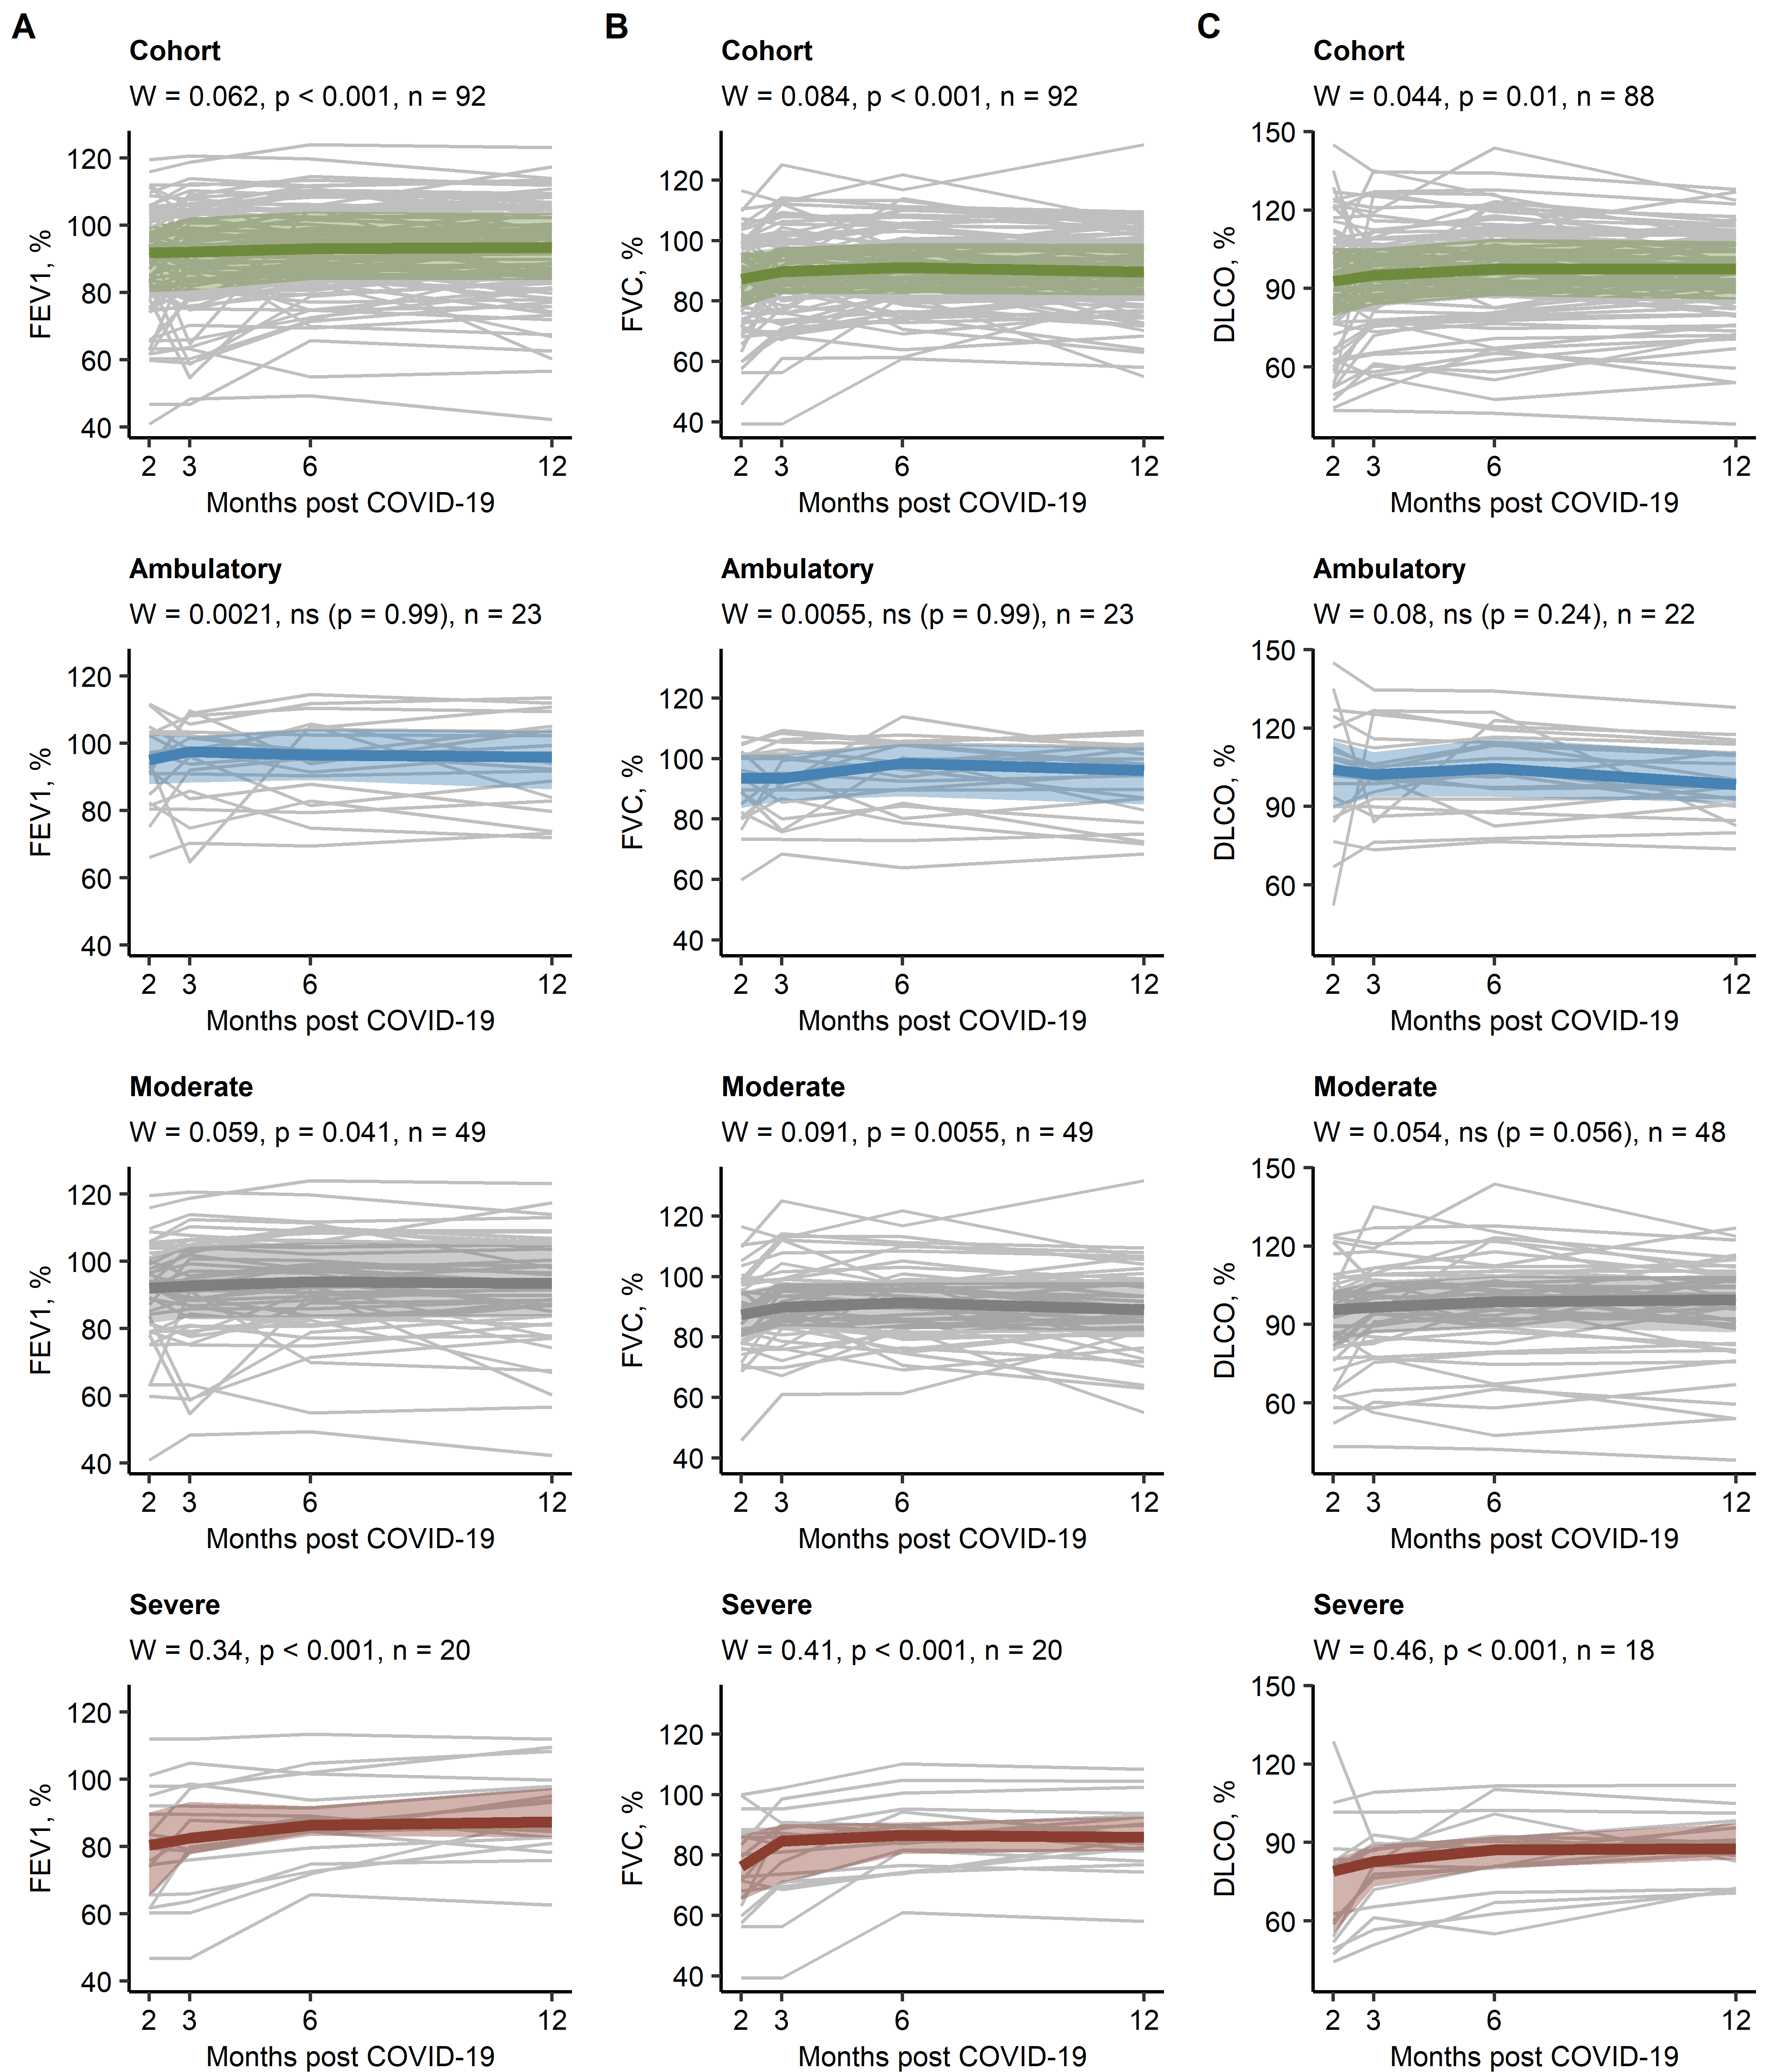 A
Cohort
W = 0.062, p < 0.001, n = 92
FEV1, %
120
100
80
60
40
2 3 6 12
Months post COVID-19
B
Cohort
W = 0.084, p < 0.001, n = 92
FVC, %
120
100
80
60
40
2 3 6 12
Months post COVID-19
C
Cohort
W = 0.044, p = 0.01, n = 88
DLCO, %
150
120
90
60
2 3 6 12
Months post COVID-19
Ambulatory
W = 0.0021, ns (p = 0.99), n = 23
FEV1, %
120
100
80
60
40
2 3 6 12
Months post COVID-19
Ambulatory
W = 0.0055, ns (p = 0.99), n = 23
FVC, %
120
100
80
60
40
2 3 6 12
Months post COVID-19
Ambulatory
W = 0.08, ns (p = 0.24), n = 22
DLCO, %
150
120
90
60
2 3 6 12
Months post COVID-19
Moderate
W = 0.059, p = 0.041, n = 49
FEV1, %
120
100
80
60
40
2 3 6 12
Months post COVID-19
Moderate
W = 0.091, p = 0.0055, n = 49
FVC, %
120
100
80
60
40
2 3 6 12
Months post COVID-19
Moderate
W = 0.054, ns (p = 0.056), n = 48
DLCO, %
150
120
90
60
2 3 6 12
Months post COVID-19
Severe
W = 0.34, p < 0.001, n = 20
FEV1, %
120
100
80
60
40
2 3 6 12
Months post COVID-19
Severe
W = 0.41, p < 0.001, n = 20
FVC, %
120
100
80
60
40
2 3 6 12
Months post COVID-19
Severe
W = 0.46, p < 0.001, n = 18
DLCO, %
150
120
90
60
2 3 6 12
Months post COVID-19